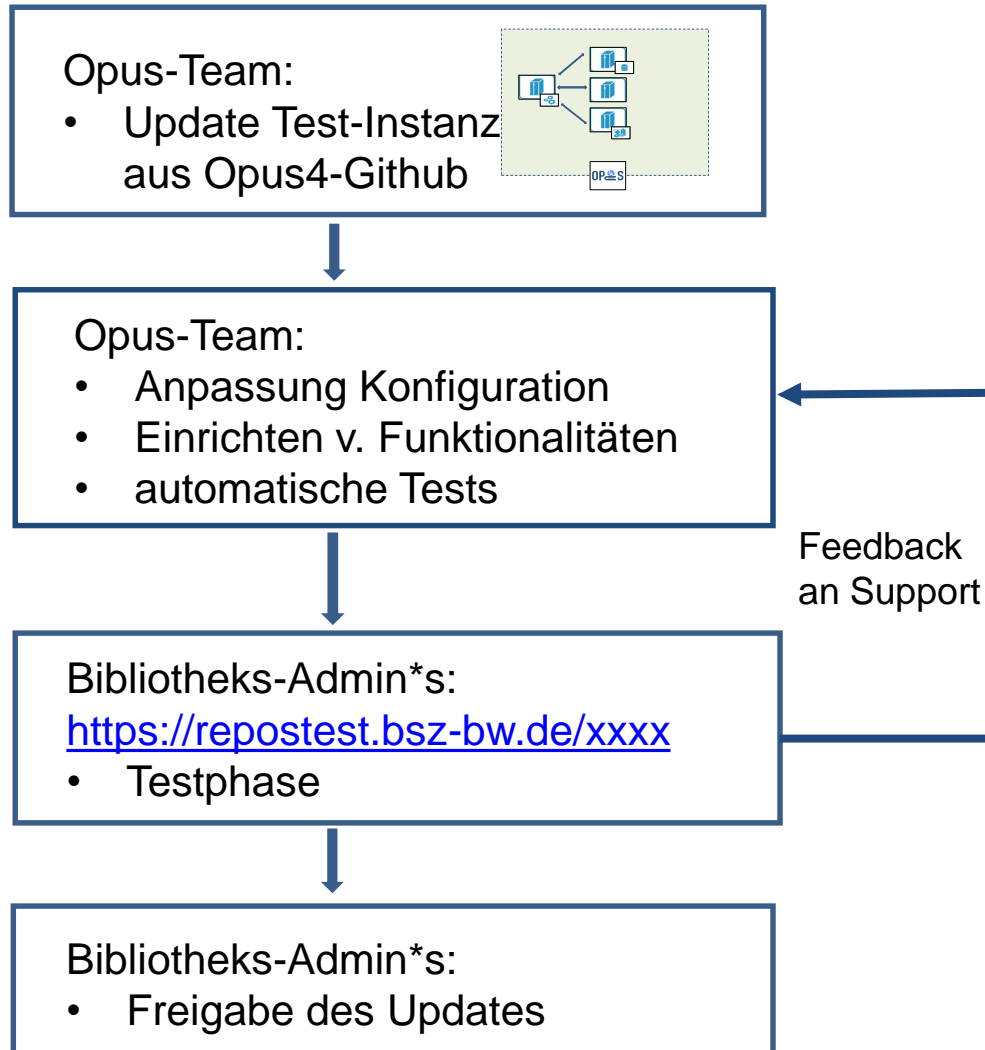 Opus-Team:
• Update Test-Instanz
aus Opus4-Github
OPUS
Opus-Team:
• Anpassung Konfiguration
• Einrichten v. Funktionalitäten
• automatische Tests
Feedback
an Support
Bibliotheks-Admin*s:
https://repostest.bsz-bw.de/xxxx
• Testphase
Bibliotheks-Admin*s:
• Freigabe des Updates